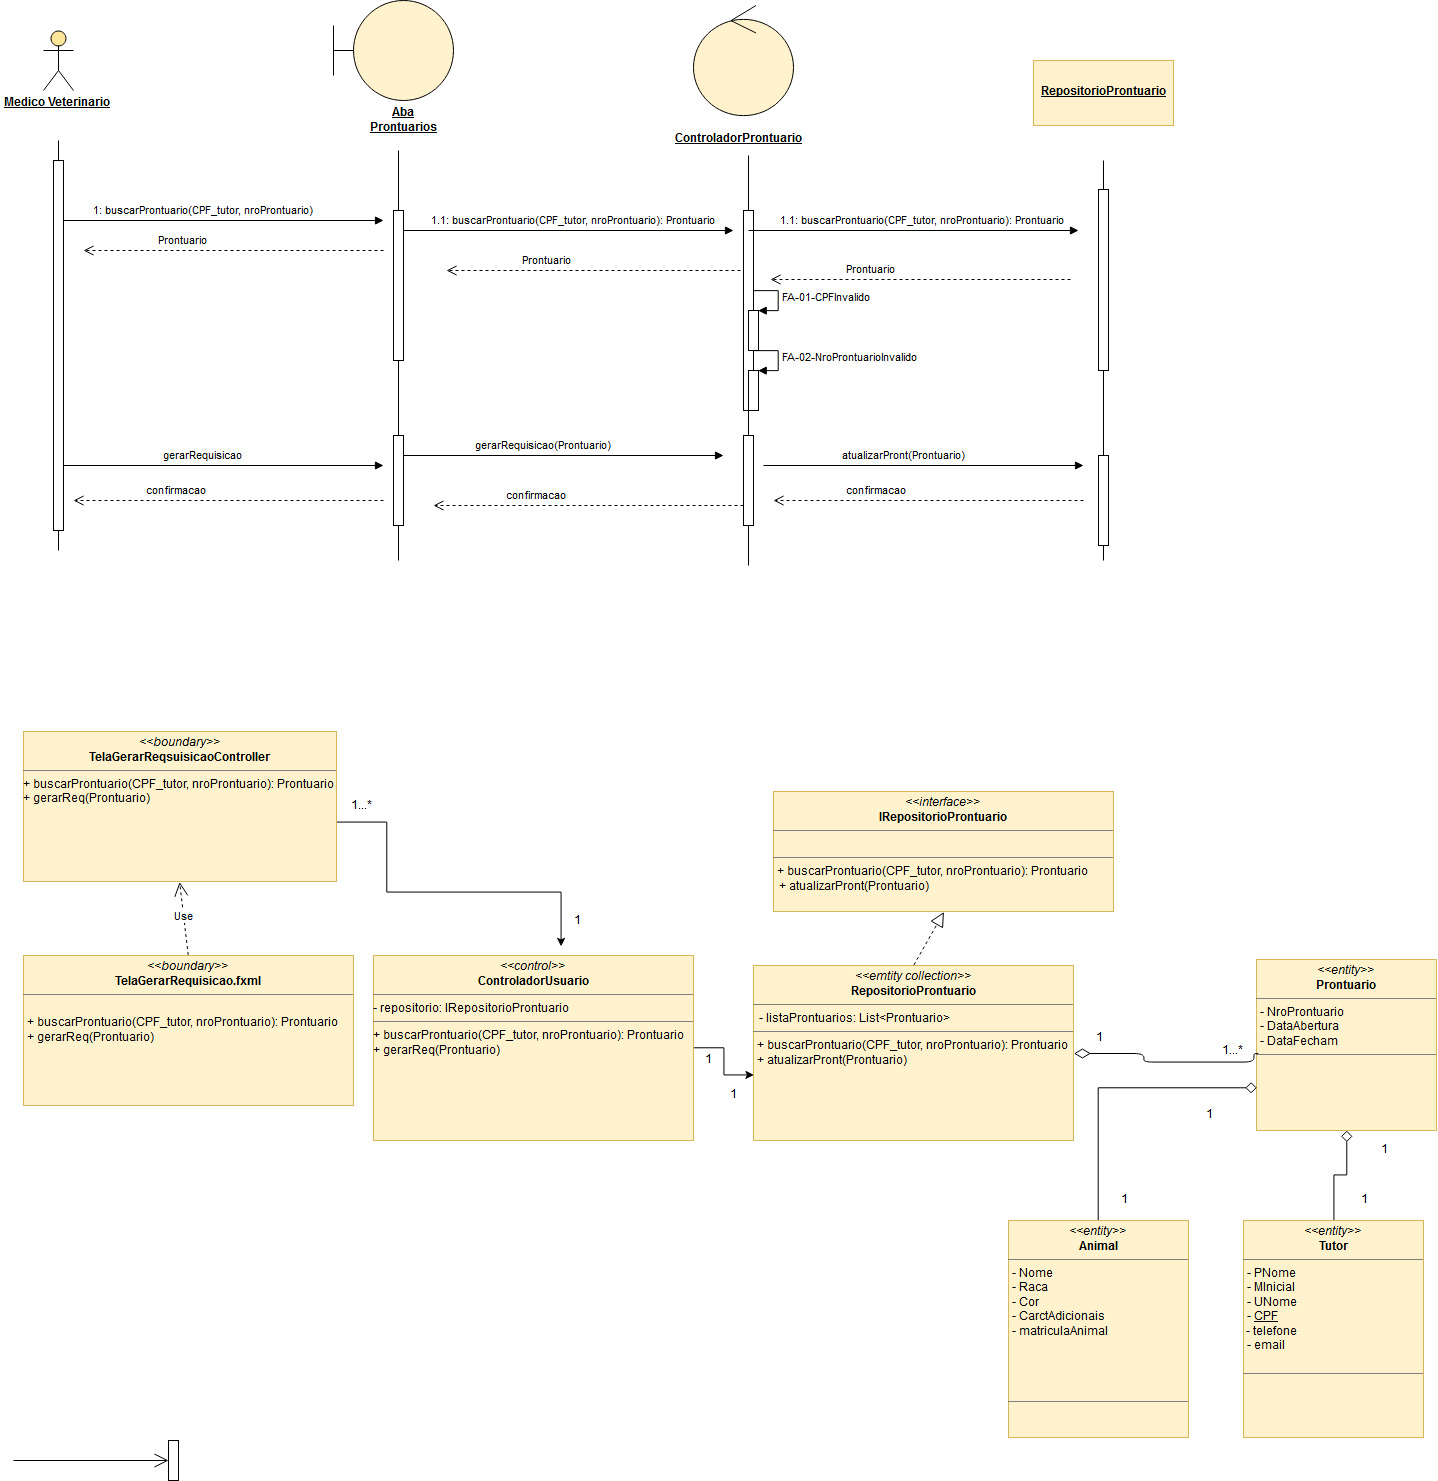 Medico Veterinario
Aba
Prontuarios
ControladorProntuario
RepositorioProntuario
1: buscarProntuario(CPF_tutor, nroProntuario)
1.1: buscarProntuario(CPF_tutor, nroProntuario): Prontuario
1.1: buscarProntuario(CPF_tutor, nroProntuario): Prontuario
Prontuario
Prontuario
Prontuario
FA-01-CPFInvalido
FA-02-NroProntuarioInvalido
gerarRequisicao
gerarRequisicao(Prontuario)
atualizarPront(Prontuario)
confirmacao
confirmacao
confirmacao
<<boundary>>
TelaGerarReqsuisicaoController
+ buscarProntuario(CPF_tutor, nroProntuario): Prontuario
+ gerarReq(Prontuario)
1...*
1
Use
<<boundary>>
TelaGerarRequisicao.fxml
+ buscarProntuario(CPF_tutor, nroProntuario): Prontuario
+ gerarReq(Prontuario)
<<control>>
ControladorUsuario
- repositorio: IRepositorioProntuario
+ buscarProntuario(CPF_tutor, nroProntuario): Prontuario
+ gerarReq(Prontuario)
1
1
<<interface>>
IRepositorioProntuario
+ buscarProntuario(CPF_tutor, nroProntuario): Prontuario
+ atualizarPront(Prontuario)
<<emtity collection>>
RepositorioProntuario
- listaProntuarios: List<Prontuario>
+ buscarProntuario(CPF_tutor, nroProntuario): Prontuario
+ atualizarPront(Prontuario)
1
1...*
<<entity>>
Prontuario
- NroProntuario
- DataAbertura
- DataFecham
1
1
1
1
<<entity>>
Animal
- Nome
- Raca
- Cor
- CarctAdicionais
- matriculaAnimal
<<entity>>
Tutor
- PNome
- MInicial
- UNome
- CPF
- telefone
- email